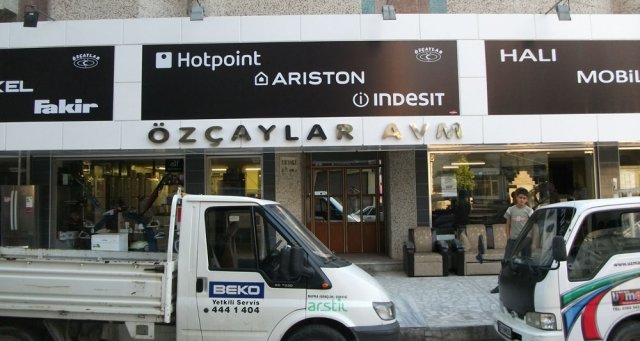 ÖZÇAYLAR
KEL
Fakir
Hotpoint
ARISTON
INDESIT
ÖZÇAYLAR
HALI
MOBİL
ÖZÇAYLAR AVM
BEKO
Yetkili Servis
444 1 404
arstil